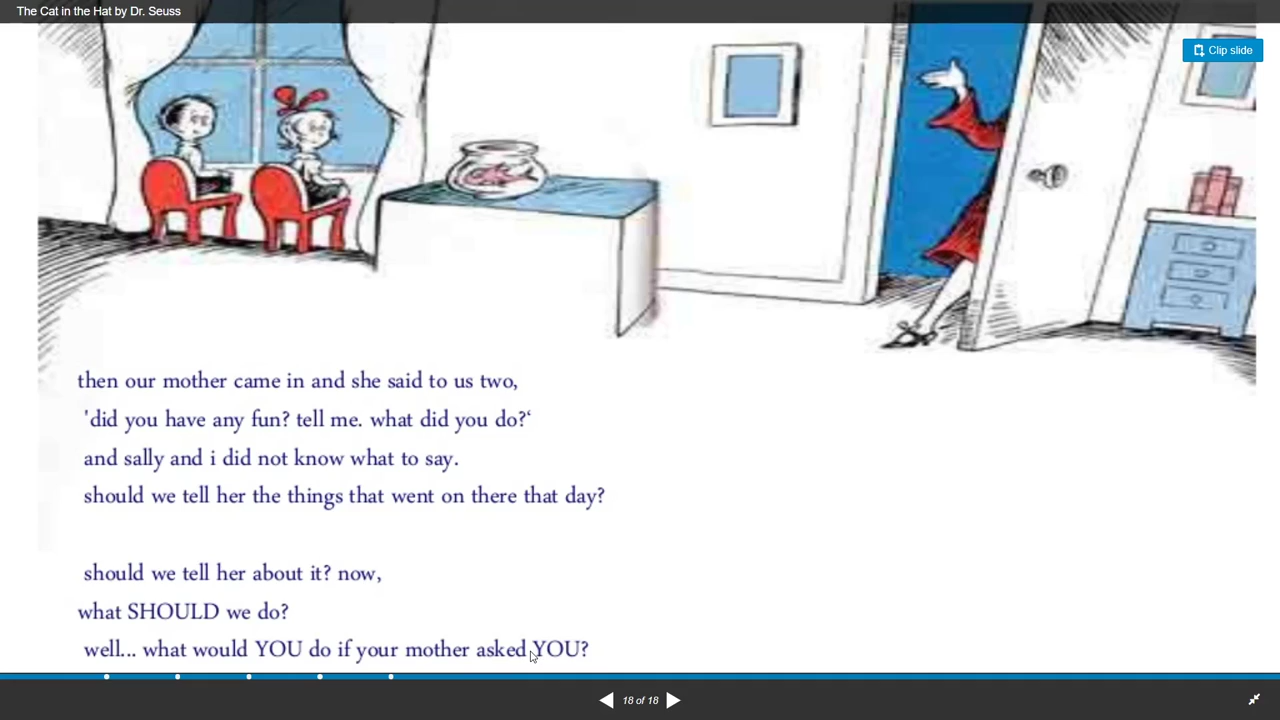 The Cat in the Hat by Dr. Seuss
Clip slide
then our mother came in and she said to us two,
'did you have any fun? tell me. what did you do?‘
and sally and i did not know what to say.
should we tell her the things that went on there that day?
should we tell her about it? now,
what SHOULD we do?
well... what would YOU do if your mother asked YOU?
18 of 18